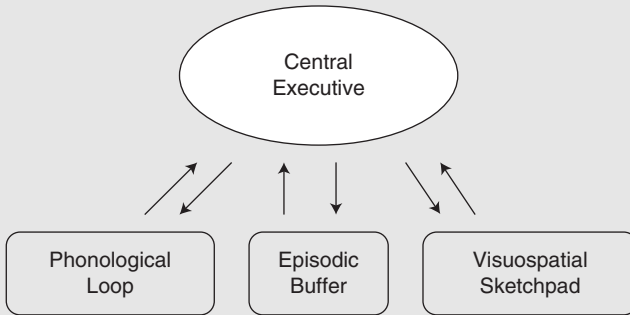 Central
Executive
Phonological
Loop
Episodic
Buffer
Visuospatial
Sketchpad